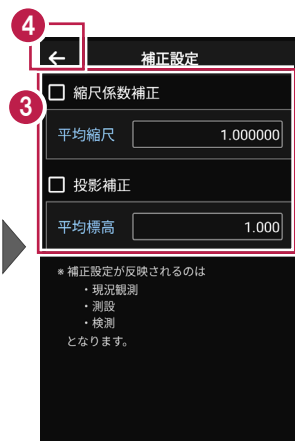 4
← 補正設定
3
縮尺係数補正
平均縮尺 1.000000
投影補正
平均標高 1.000
※補正設定が反映されるのは
・現況観測
・測設
・検測
となります。